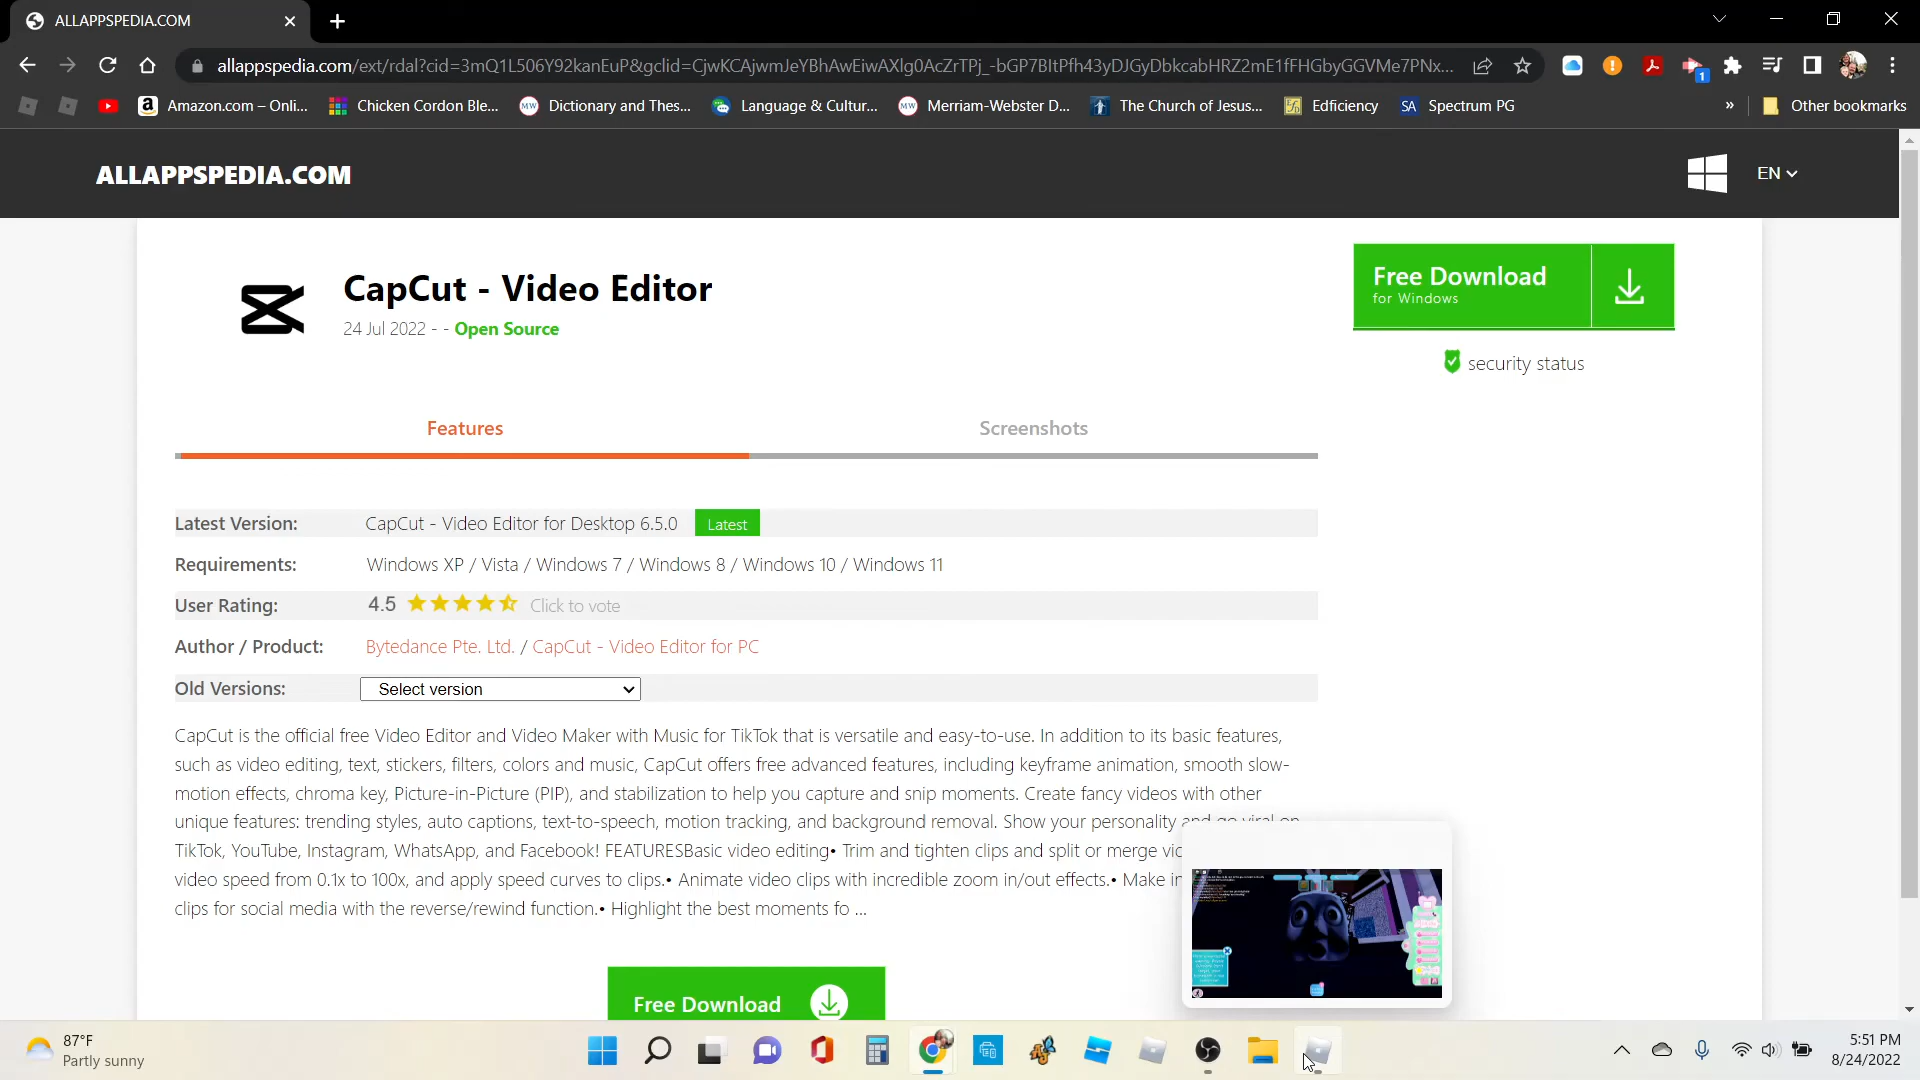 ALLAPPSPEDIA.COM
allappspedia.com/ext/rdal?cid=3mQ1L506Y92kanEuP&gclid=CjwKCAjwmJeYBhAwEiwAXlg0AcZrTPj_-bGP7BItPfh43yDJGyDbkcabHRZ2mE1fFHGbyGGVMe7PNx...
1
Amazon.com – Onli...
Chicken Cordon Ble...
MW Dictionary and Thes...
Language & Cultur...
MW Merriam-Webster D...
The Church of Jesus...
Edficiency
SA Spectrum PG
»
Other bookmarks
ALLAPPSPEDIA.COM
EN
CapCut - Video Editor
24 Jul 2022 - - Open Source
Free Download
for Windows
security status
Features
Screenshots
Latest Version: CapCut - Video Editor for Desktop 6.5.0 Latest
Requirements: Windows XP / Vista / Windows 7 / Windows 8 / Windows 10 / Windows 11
User Rating: 4.5 Click to vote
Author / Product: Bytedance Pte. Ltd. / CapCut - Video Editor for PC
Old Versions: Select version
CapCut is the official free Video Editor and Video Maker with Music for TikTok that is versatile and easy-to-use. In addition to its basic features,
such as video editing, text, stickers, filters, colors and music, CapCut offers free advanced features, including keyframe animation, smooth slow-
motion effects, chroma key, Picture-in-Picture (PIP), and stabilization to help you capture and snip moments. Create fancy videos with other
unique features: trending styles, auto captions, text-to-speech, motion tracking, and background removal. Show your personality and go viral on
TikTok, YouTube, Instagram, WhatsApp, and Facebook! FEATURESBasic video editing• Trim and tighten clips and split or merge
video speed from 0.1x to 100x, and apply speed curves to clips.• Animate video clips with incredible zoom in/out effects.• Make
clips for social media with the reverse/rewind function.• Highlight the best moments fo ...
Free Download
87°F
Partly sunny
5:51 PM
8/24/2022